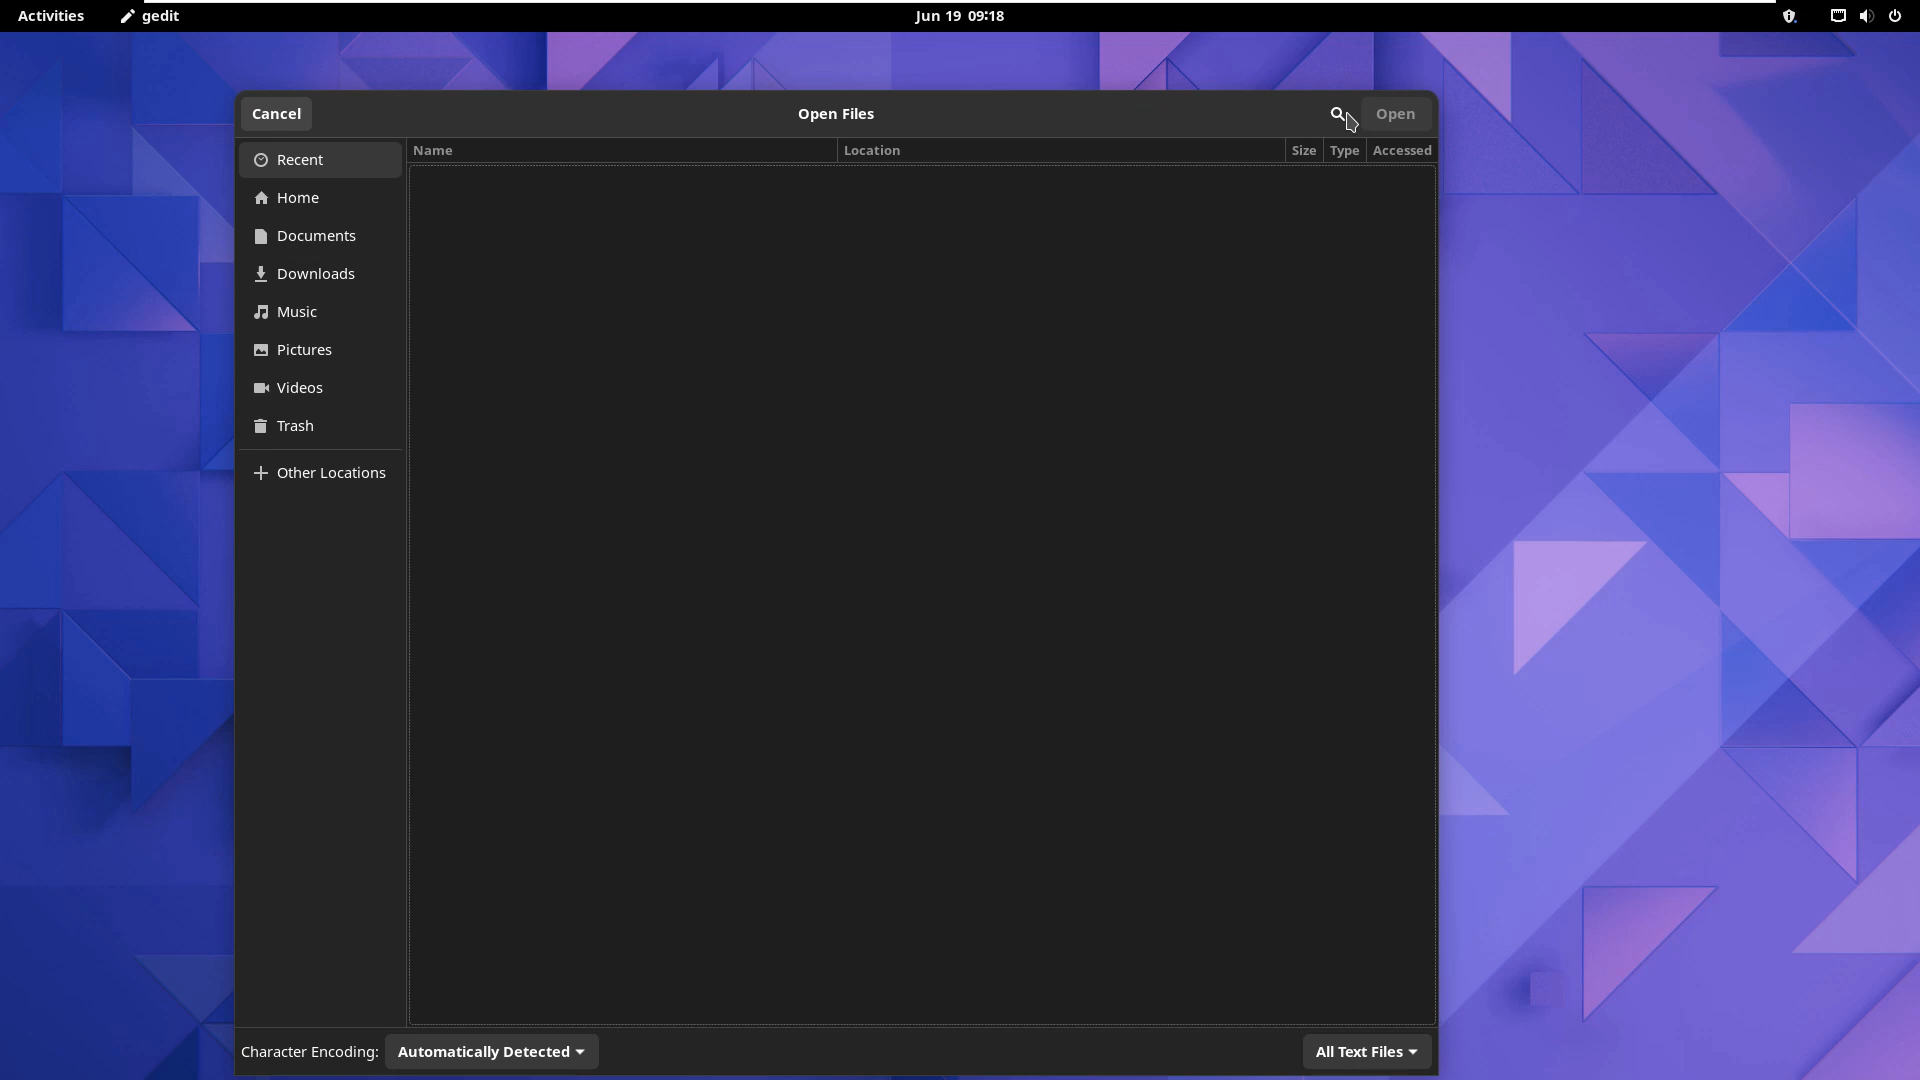 Activities gedit Jun 19 09:18
Cancel Open Files Open
Name Location Size Type Accessed
Recent
Home
Documents
Downloads
Music
Pictures
Videos
Trash
Other Locations
Character Encoding: Automatically Detected All Text Files